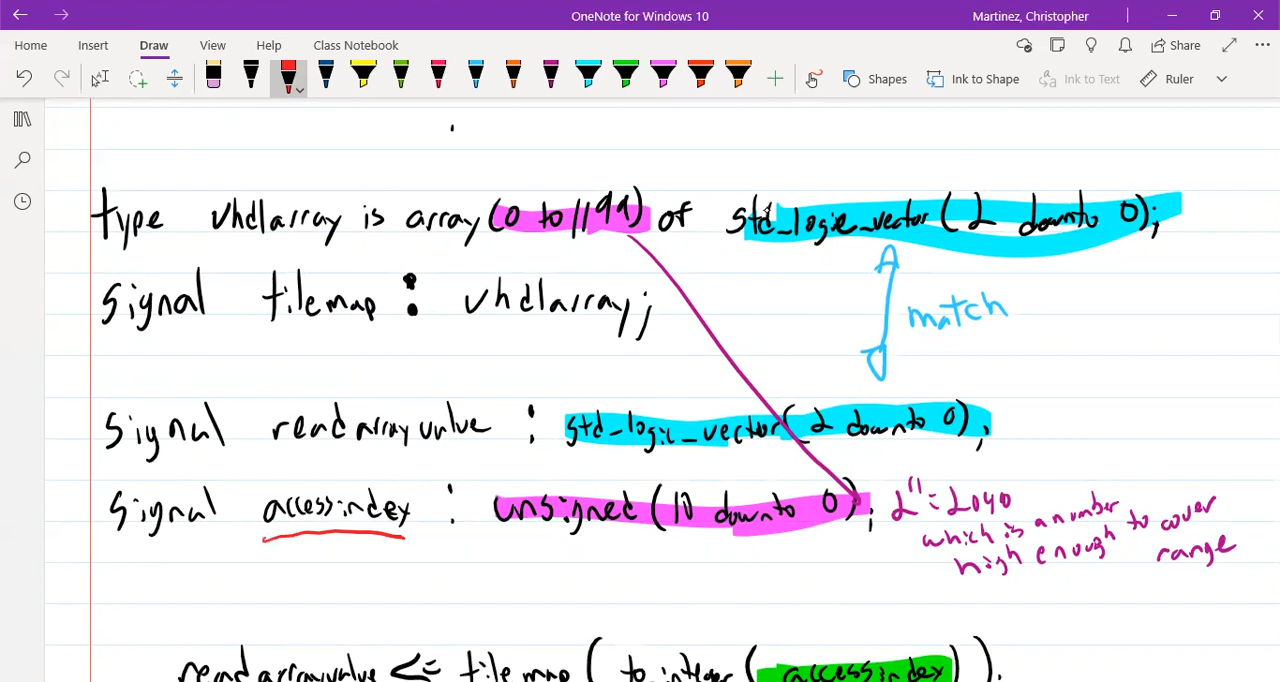 OneNote for Windows 10
Martinez, Christopher
Home Insert Draw View Help Class Notebook
Share
Shapes Ink to Shape Ink to Text Ruler
type vhdlarray is array(0 to 1199) of std_logic_vector(2 downto 0);
signal tilemap : vhdlarray;
match
signal readarrayvalue : std_logic_vector(2 downto 0);
signal accessindex : unsigned(10 downto 0); 2^11 = 2040
which is a number
high enough to cover
range
readarrayvalue <= tilemap(to_integer(accessindex));